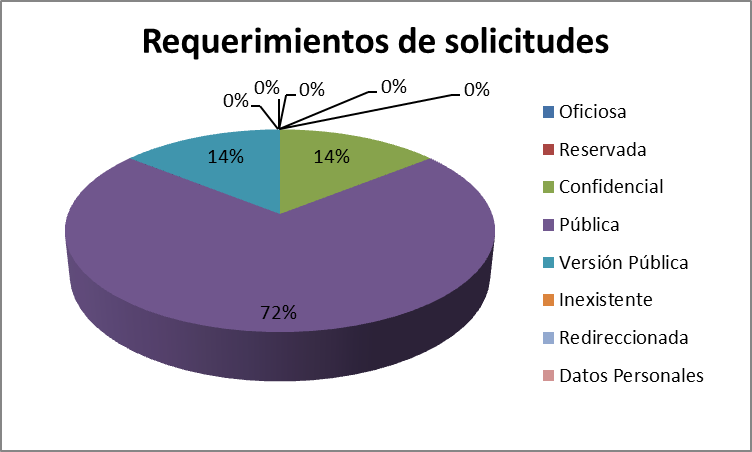 Requerimientos de solicitudes
0%
0%
0%
0%
0%
14%
14%
72%
Oficiosa
Reservada
Confidencial
Pública
Versión Pública
Inexistente
Redireccionada
Datos Personales